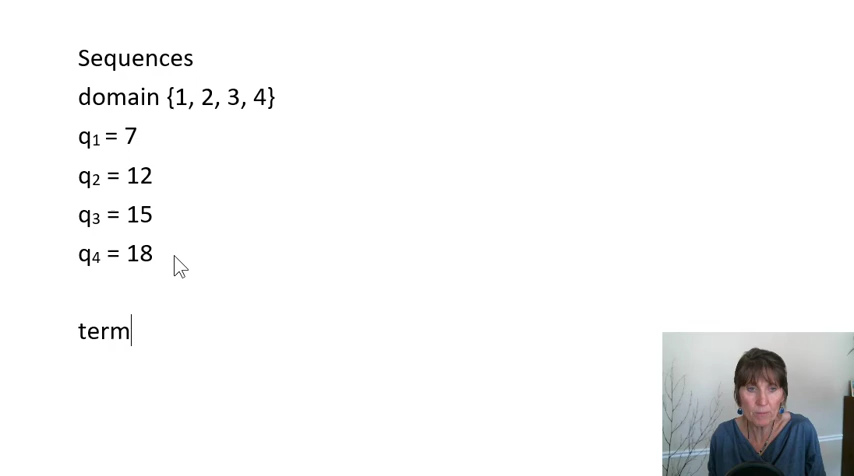 Sequences
domain {1, 2, 3, 4}
q₁ = 7
q₂ = 12
q₃ = 15
q₄ = 18
term